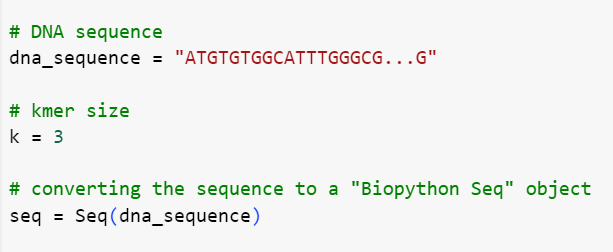 # DNA sequence
dna_sequence = "ATGTGTGGCATTTGGGCG...G"
# kmer size
k = 3
# converting the sequence to a "Biopython Seq" object
seq = Seq(dna_sequence)